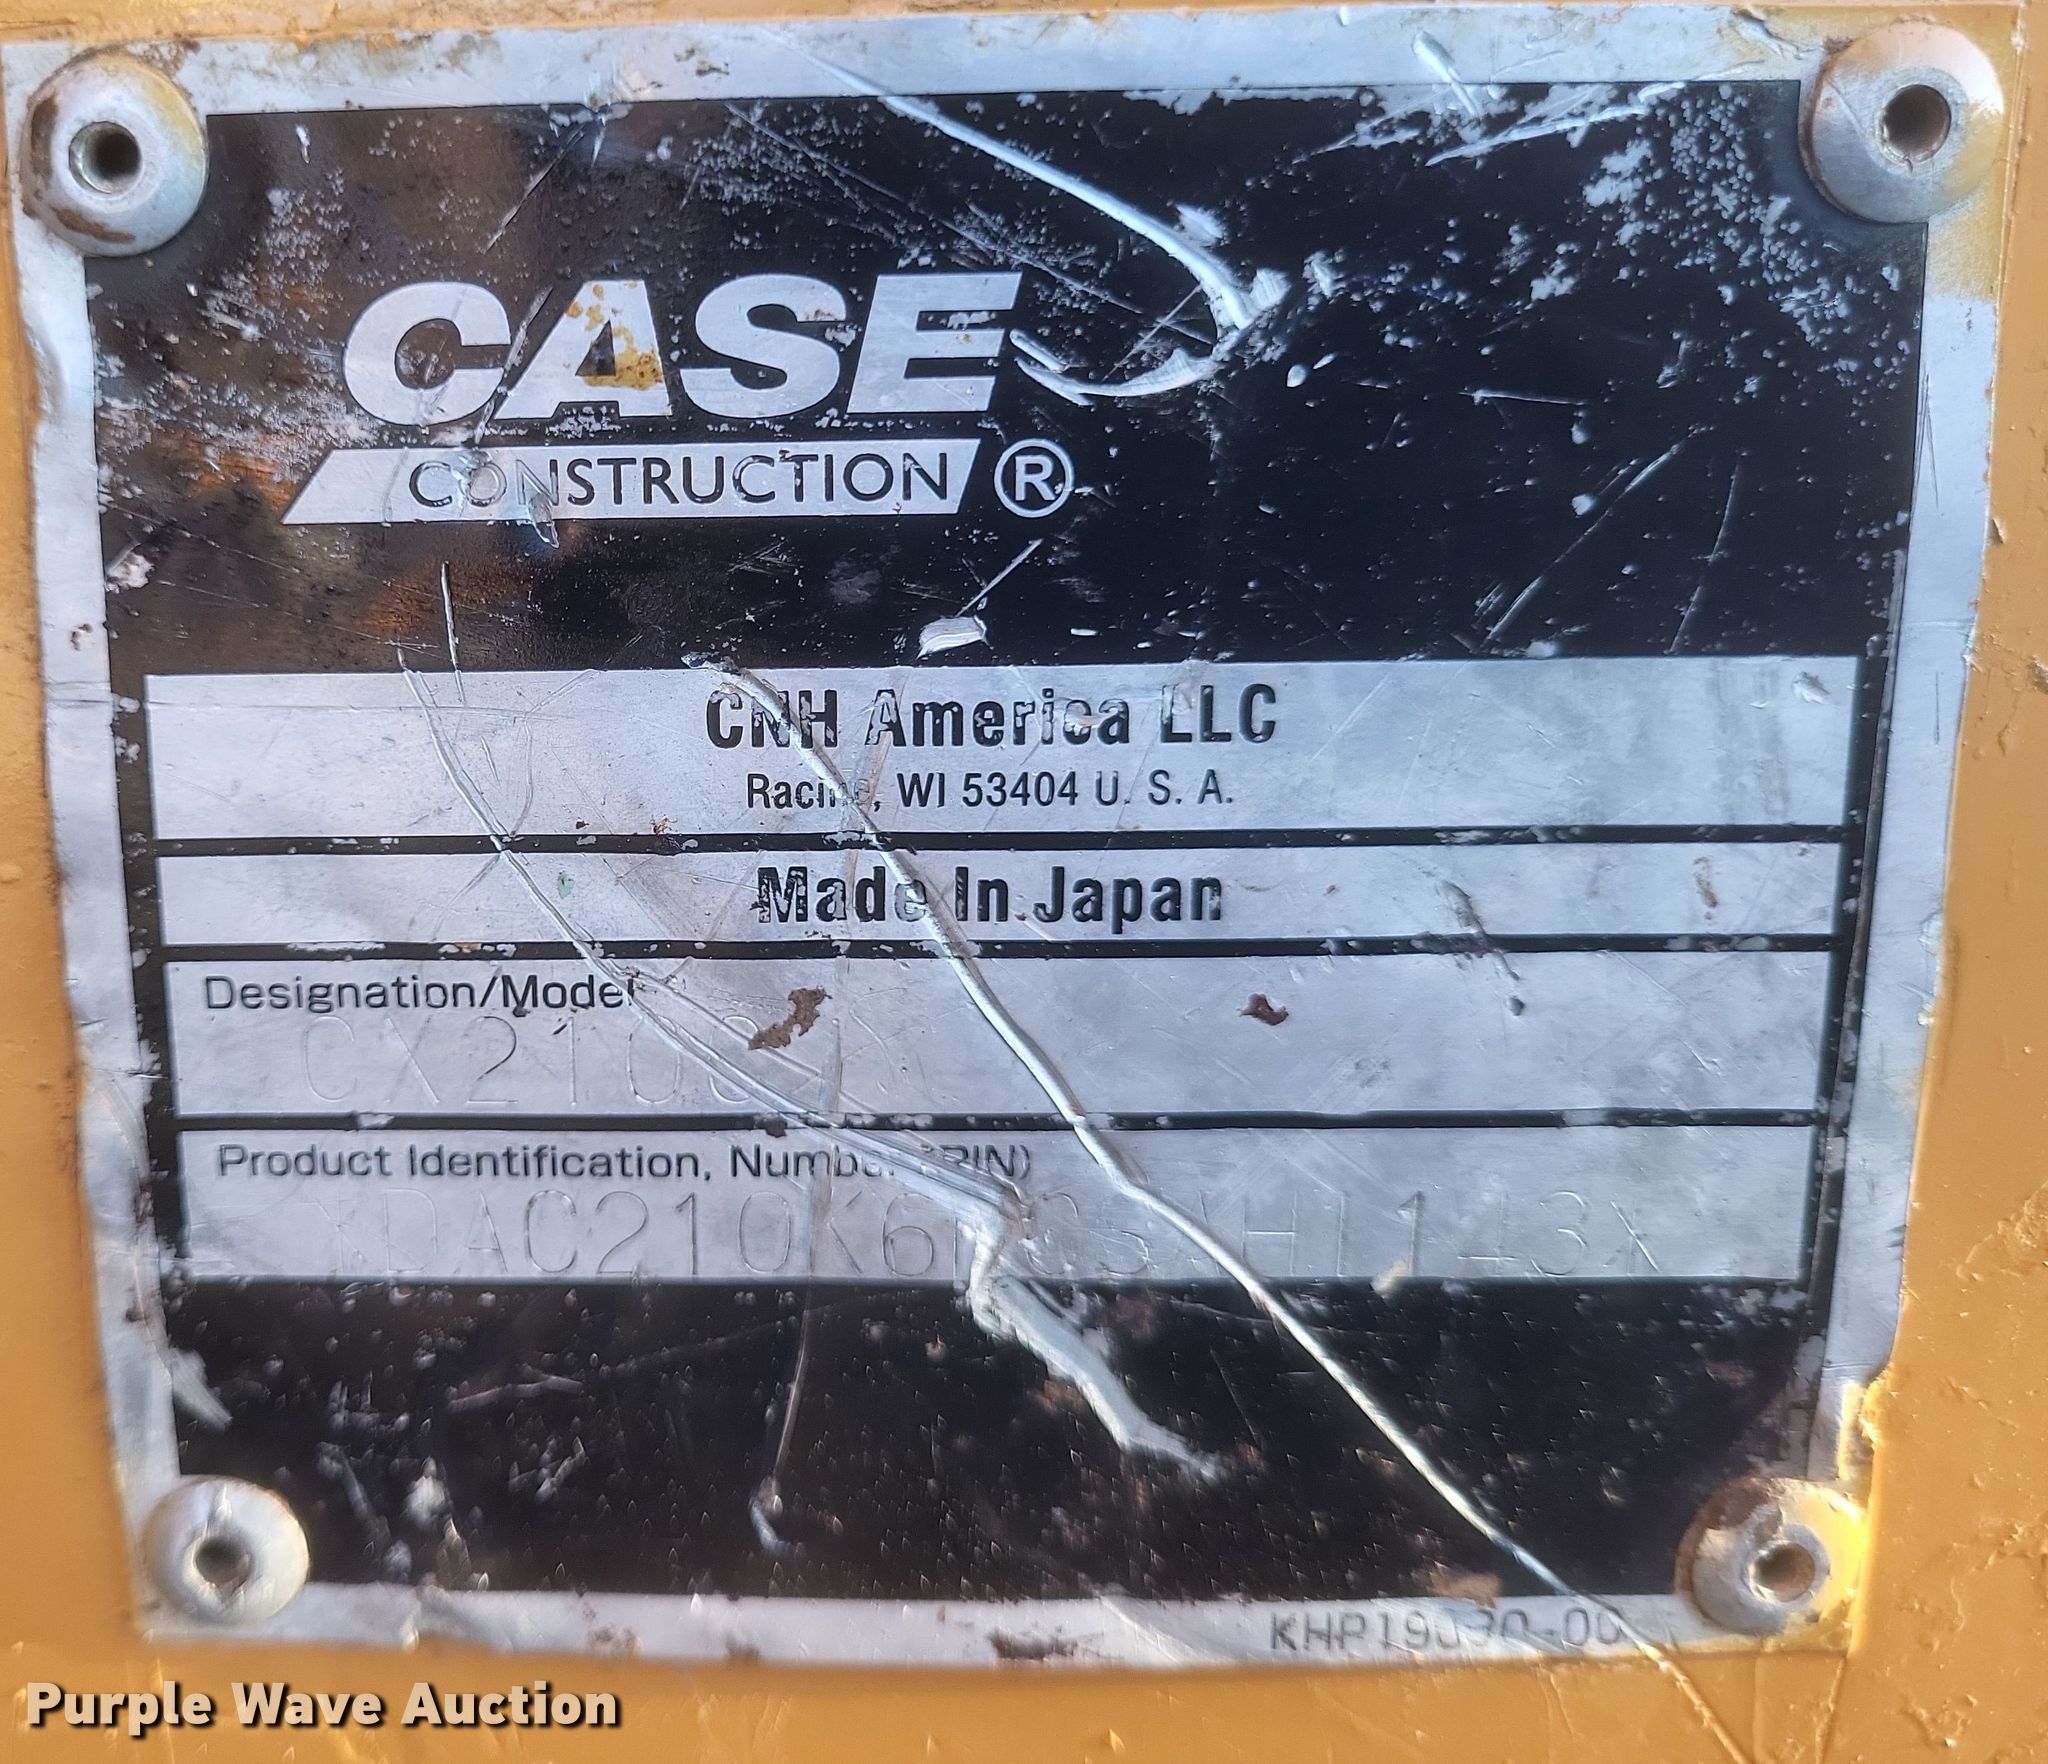 CASE
CONSTRUCTION ®
CNH America LLC
Racine, WI 53404 U. S. A.
Made In Japan
Designation/Model
Product Identification, Number (PIN)
Purple Wave Auction